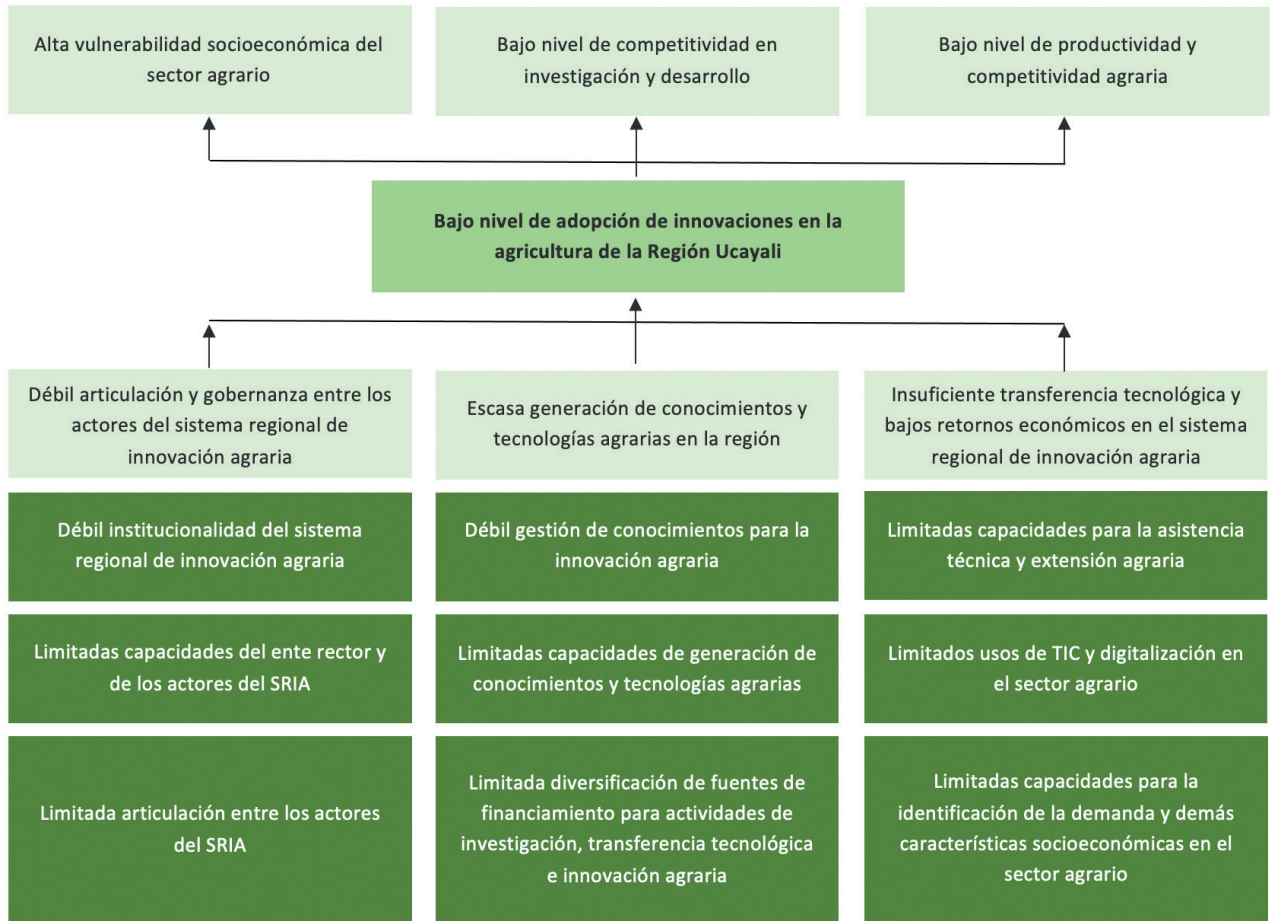 Alta vulnerabilidad socioeconómica del
sector agrario
Bajo nivel de competitividad en
investigación y desarrollo
Bajo nivel de productividad y
competitividad agraria
Bajo nivel de adopción de innovaciones en la
agricultura de la Región Ucayali
Débil articulación y gobernanza entre los
actores del sistema regional de
innovación agraria
Escasa generación de conocimientos y
tecnologías agrarias en la región
Insuficiente transferencia tecnológica y
bajos retornos económicos en el sistema
regional de innovación agraria
Débil institucionalidad del sistema
regional de innovación agraria
Débil gestión de conocimientos para la
innovación agraria
Limitadas capacidades para la asistencia
técnica y extensión agraria
Limitadas capacidades del ente rector y
de los actores del SRIA
Limitadas capacidades de generación de
conocimientos y tecnologías agrarias
Limitados usos de TIC y digitalización en
el sector agrario
Limitada articulación entre los actores
del SRIA
Limitada diversificación de fuentes de
financiamiento para actividades de
investigación, transferencia tecnológica
e innovación agraria
Limitadas capacidades para la
identificación de la demanda y demás
características socioeconómicas en el
sector agrario